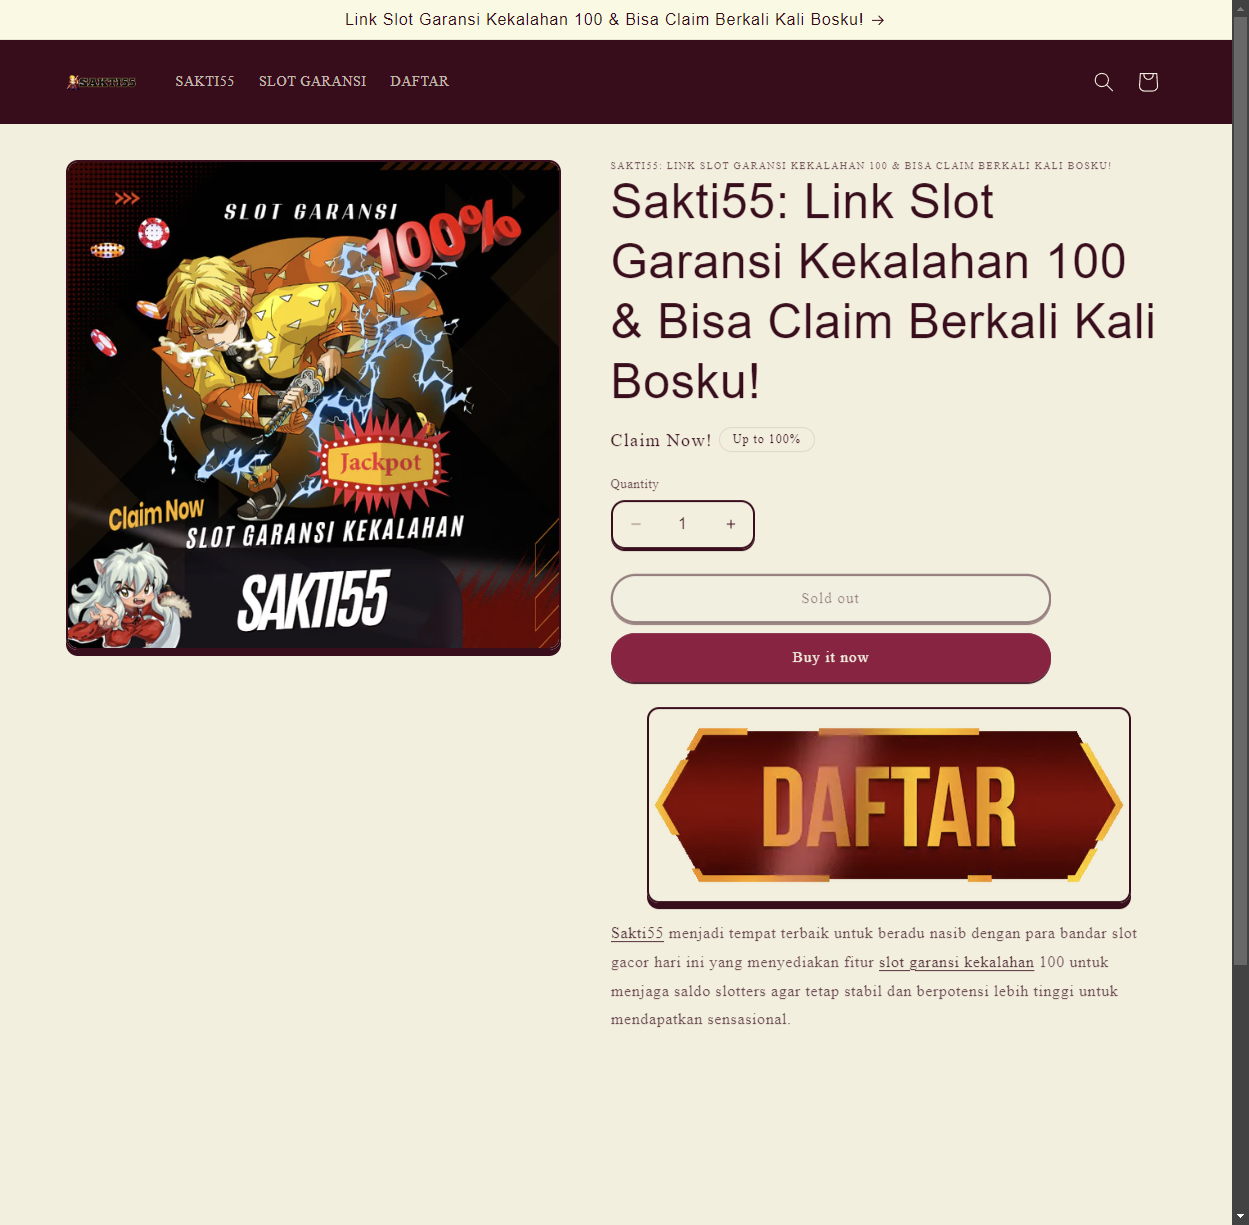 Link Slot Garansi Kekalahan 100 & Bisa Claim Berkali Kali Bosku! →
SAKTI55
SAKTI55
SLOT GARANSI
DAFTAR
SLOT GARANSI
100%
Jackpot
Claim Now
SLOT GARANSI KEKALAHAN
SAKTI55
SAKTI55: LINK SLOT GARANSI KEKALAHAN 100 & BISA CLAIM BERKALI KALI BOSKU!
Sakti55: Link Slot
Garansi Kekalahan 100
& Bisa Claim Berkali Kali
Bosku!
Claim Now!
Up to 100%
Quantity
− 1 +
Sold out
Buy it now
DAFTAR
Sakti55 menjadi tempat terbaik untuk beradu nasib dengan para bandar slot
gacor hari ini yang menyediakan fitur slot garansi kekalahan 100 untuk
menjaga saldo slotters agar tetap stabil dan berpotensi lebih tinggi untuk
mendapatkan sensasional.